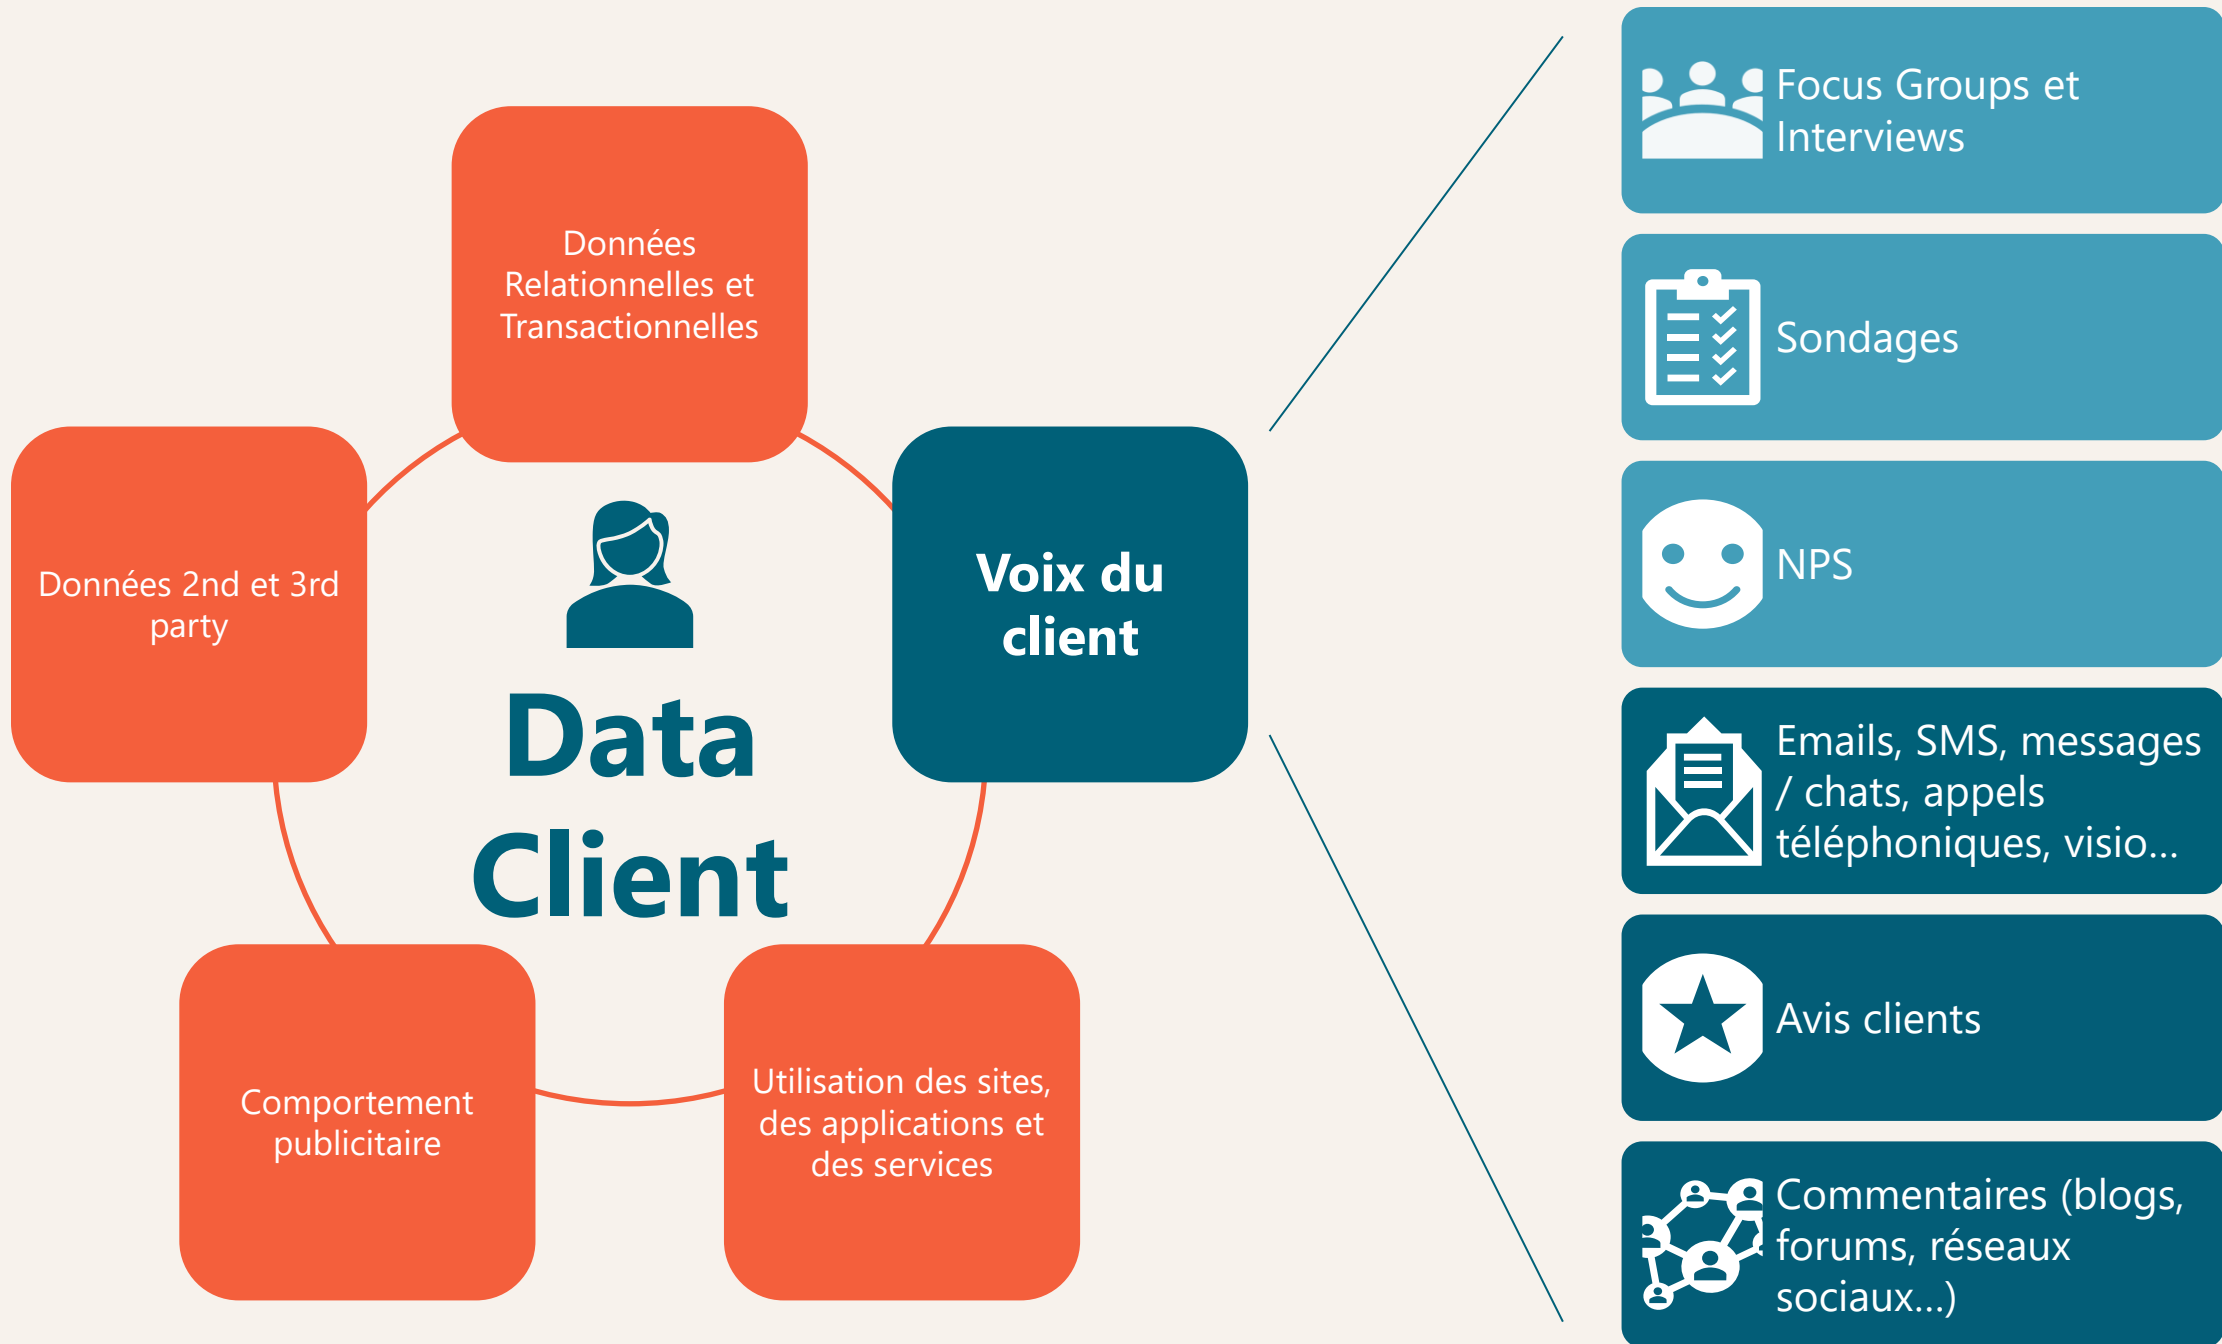 Données
Relationnelles et
Transactionnelles
Voix du
client
Utilisation des sites,
des applications et
des services
Comportement
publicitaire
Données 2nd et 3rd
party
Data
Client
Focus Groups et
Interviews
Sondages
NPS
Emails, SMS, messages
/ chats, appels
téléphoniques, visio…
Avis clients
Commentaires (blogs,
forums, réseaux
sociaux…)